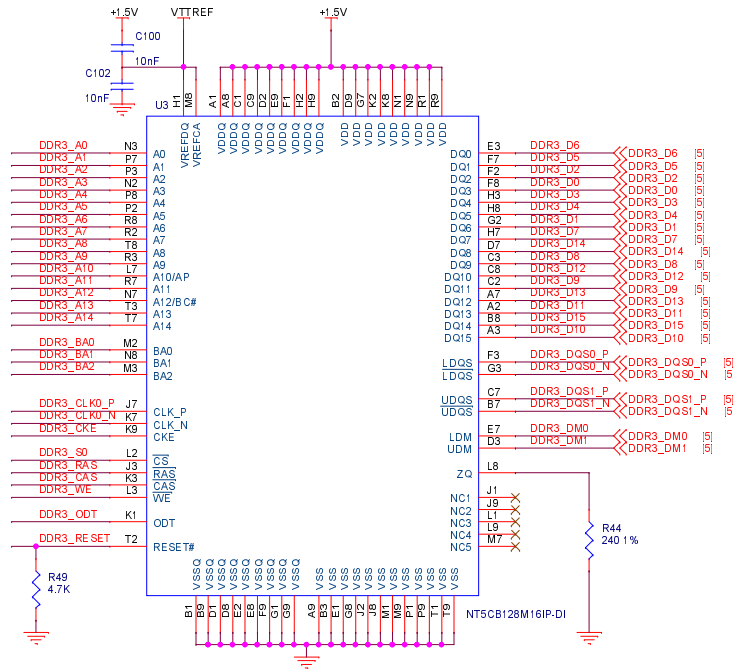 +1.5V VTTREF +1.5V
C100
10nF
C102
10nF
U3
H1 M8 A1 A8 C1 C9 D2 E9 F1 H2 H9 B2 D9 G7 K2 K8 N1 N9 R1 R9
VREFDQ VREFCA VDDQ VDDQ VDDQ VDDQ VDDQ VDDQ VDDQ VDDQ VDDQ VDD VDD VDD VDD VDD VDD VDD VDD VDD
DDR3_A0 N3 A0
DDR3_A1 P7 A1
DDR3_A2 P3 A2
DDR3_A3 N2 A3
DDR3_A4 P8 A4
DDR3_A5 P2 A5
DDR3_A6 R8 A6
DDR3_A7 R2 A7
DDR3_A8 T8 A8
DDR3_A9 R3 A9
DDR3_A10 L7 A10/AP
DDR3_A11 R7 A11
DDR3_A12 N7 A12/BC#
DDR3_A13 T3 A13
DDR3_A14 T7 A14
DDR3_BA0 M2 BA0
DDR3_BA1 N8 BA1
DDR3_BA2 M3 BA2
DDR3_CLK0_P J7 CLK_P
DDR3_CLK0_N K7 CLK_N
DDR3_CKE K9 CKE
DDR3_S0 L2 CS
DDR3_RAS J3 RAS
DDR3_CAS K3 CAS
DDR3_WE L3 WE
DDR3_ODT K1 ODT
DDR3_RESET T2 RESET#
R49
4.7K
DQ0 E3 DDR3_D6 DDR3_D6 [5]
DQ1 F7 DDR3_D5 DDR3_D5 [5]
DQ2 F2 DDR3_D2 DDR3_D2 [5]
DQ3 F8 DDR3_D0 DDR3_D0 [5]
DQ4 H3 DDR3_D3 DDR3_D3 [5]
DQ5 H8 DDR3_D4 DDR3_D4 [5]
DQ6 G2 DDR3_D1 DDR3_D1 [5]
DQ7 H7 DDR3_D7 DDR3_D7 [5]
DQ8 D7 DDR3_D14 DDR3_D14 [5]
DQ9 C3 DDR3_D8 DDR3_D8 [5]
DQ10 C8 DDR3_D12 DDR3_D12 [5]
DQ11 C2 DDR3_D9 DDR3_D9 [5]
DQ12 A7 DDR3_D13 DDR3_D13 [5]
DQ13 A2 DDR3_D11 DDR3_D11 [5]
DQ14 B8 DDR3_D15 DDR3_D15 [5]
DQ15 A3 DDR3_D10 DDR3_D10 [5]
LDQS F3 DDR3_DQS0_P DDR3_DQS0_P [5]
LDQS G3 DDR3_DQS0_N DDR3_DQS0_N [5
UDQS C7 DDR3_DQS1_P DDR3_DQS1_P [5]
UDQS B7 DDR3_DQS1_N DDR3_DQS1_N [5
LDM E7 DDR3_DM0 DDR3_DM0 [5]
UDM D3 DDR3_DM1 DDR3_DM1 [5]
ZQ L8
NC1 J1
NC2 J9
NC3 L1
NC4 L9
NC5 M7
R44
240 1%
VSSQ VSSQ VSSQ VSSQ VSSQ VSSQ VSSQ VSSQ VSSQ VSS VSS VSS VSS VSS VSS VSS VSS VSS VSS VSS VSS
B1 B9 D1 D8 E2 E8 F9 G1 G9 A9 B3 E1 G8 J2 J8 M1 M9 P1 P9 T1 T9
NT5CB128M16IP-DI